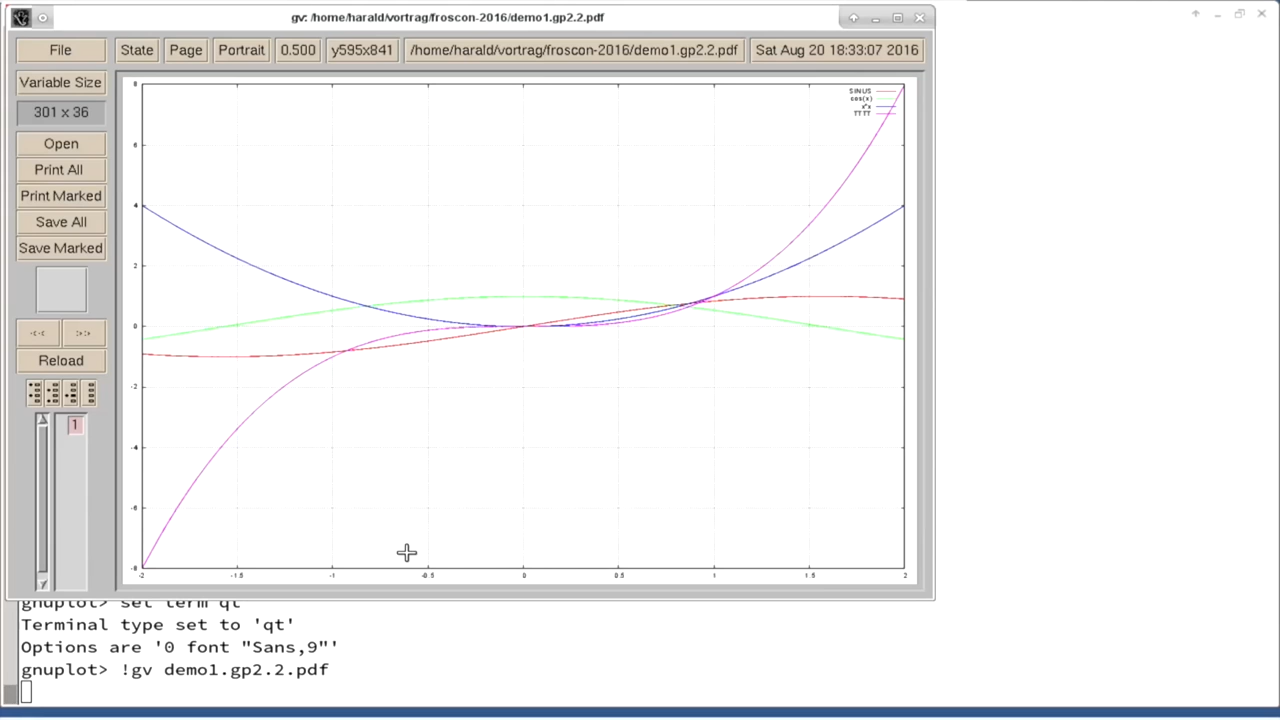 gv: /home/harald/vortrag/froscon-2016/demo1.gp2.2.pdf
File State Page Portrait 0.500 y595x841 /home/harald/vortrag/froscon-2016/demo1.gp2.2.pdf Sat Aug 20 18:33:07 2016
Variable Size
301 x 36
Open
Print All
Print Marked
Save All
Save Marked
<< >>
Reload
1
8
6
4
2
0
-2
-4
-6
-8
-2 -1.5 -1 -0.5 0 0.5 1 1.5 2
SINUS
cos(x)
x*x
TTTT
gnuplot> set term qt
Terminal type set to 'qt'
Options are '0 font "Sans,9"'
gnuplot> !gv demo1.gp2.2.pdf